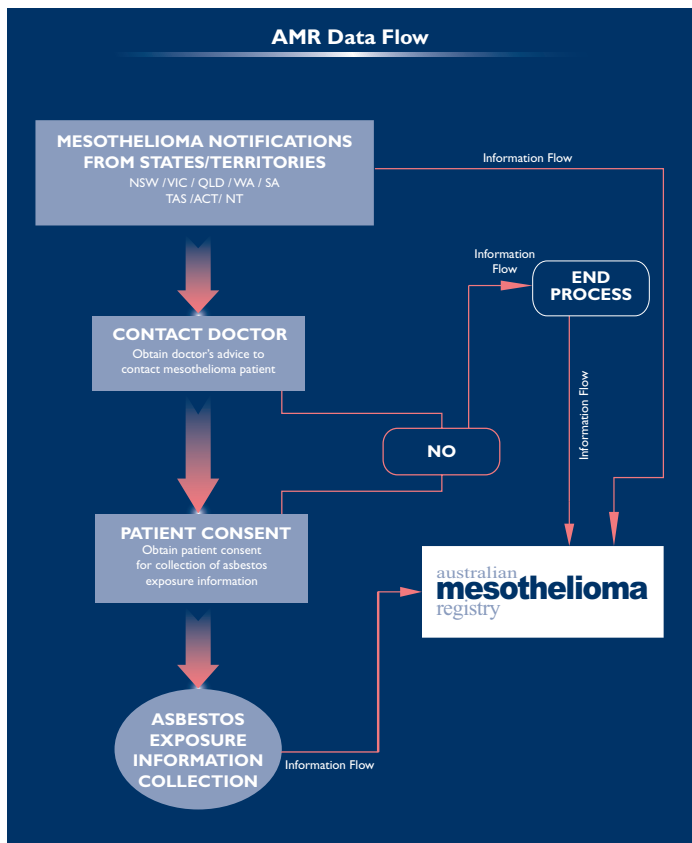 AMR Data Flow
MESOTHELIOMA NOTIFICATIONS
FROM STATES/TERRITORIES
NSW / VIC / QLD / WA / SA
TAS /ACT/ NT
Information Flow
Information
Flow
END
PROCESS
CONTACT DOCTOR
Obtain doctor's advice to
contact mesothelioma patient
Information Flow
NO
PATIENT CONSENT
Obtain patient consent
for collection of asbestos
exposure information
australian
mesothelioma
registry
ASBESTOS
EXPOSURE
INFORMATION
COLLECTION
Information Flow